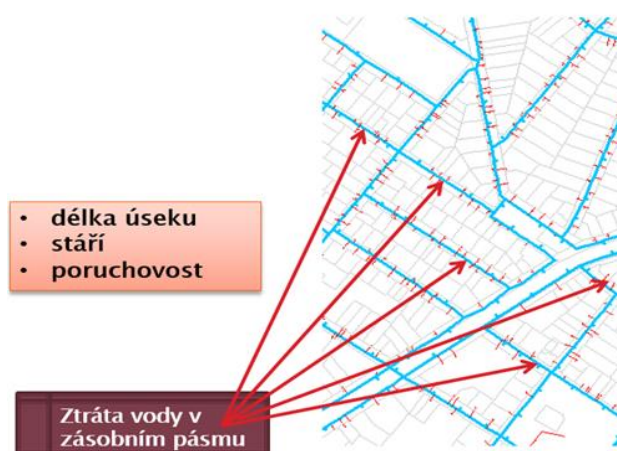 • délka úseku
• stáří
• poruchovost
Ztráta vody v
zásobním pásmu